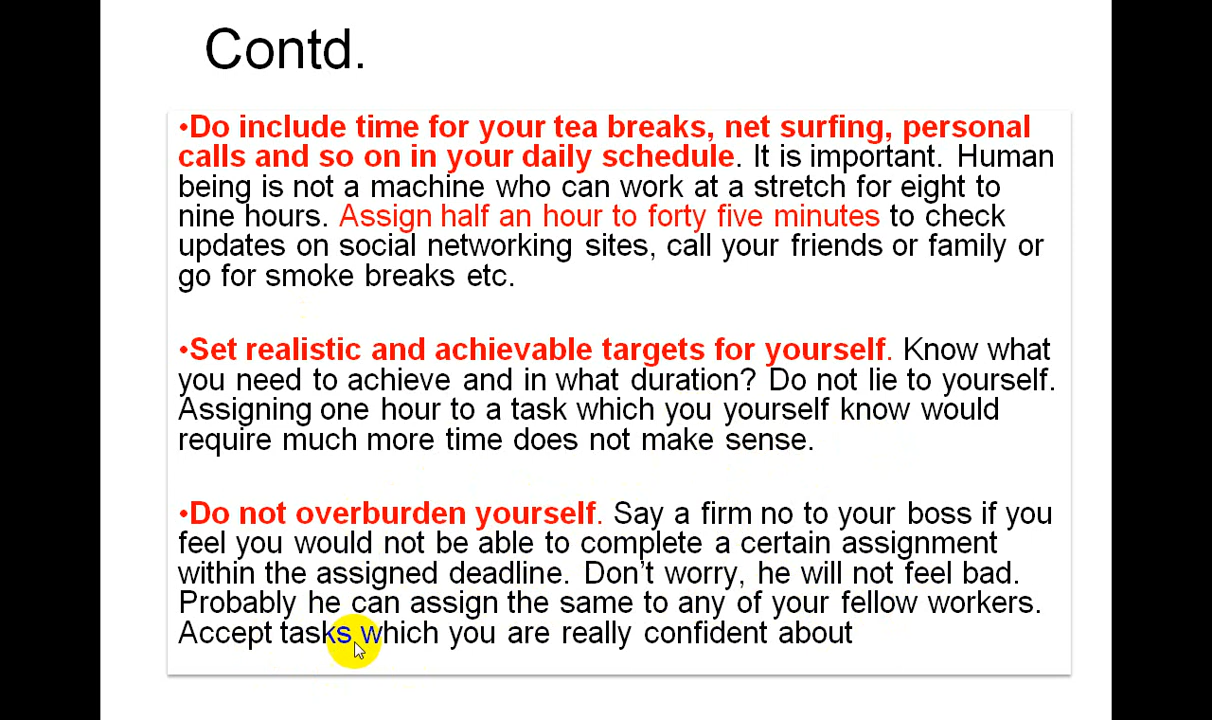 Contd.
•Do include time for your tea breaks, net surfing, personal
calls and so on in your daily schedule. It is important. Human
being is not a machine who can work at a stretch for eight to
nine hours. Assign half an hour to forty five minutes to check
updates on social networking sites, call your friends or family or
go for smoke breaks etc.
•Set realistic and achievable targets for yourself. Know what
you need to achieve and in what duration? Do not lie to yourself.
Assigning one hour to a task which you yourself know would
require much more time does not make sense.
•Do not overburden yourself. Say a firm no to your boss if you
feel you would not be able to complete a certain assignment
within the assigned deadline. Don’t worry, he will not feel bad.
Probably he can assign the same to any of your fellow workers.
Accept tasks which you are really confident about